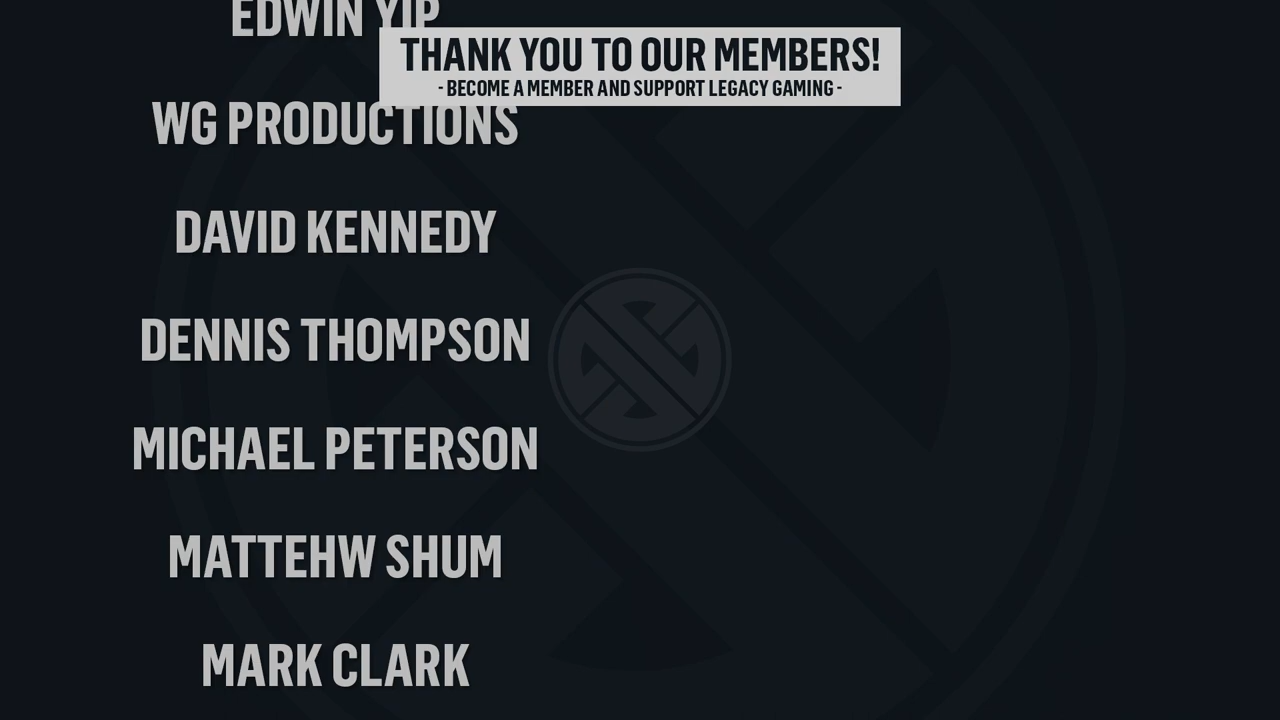 EDWIN YIP
THANK YOU TO OUR MEMBERS!
- BECOME A MEMBER AND SUPPORT LEGACY GAMING -
WG PRODUCTIONS
DAVID KENNEDY
DENNIS THOMPSON
MICHAEL PETERSON
MATTEHW SHUM
MARK CLARK